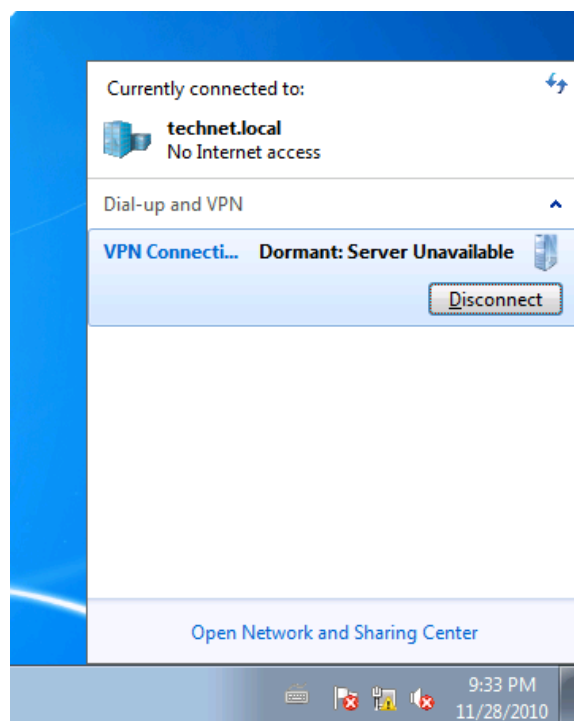 Currently connected to:
technet.local
No Internet access
Dial-up and VPN
VPN Connecti... Dormant: Server Unavailable
Disconnect
Open Network and Sharing Center
9:33 PM
11/28/2010